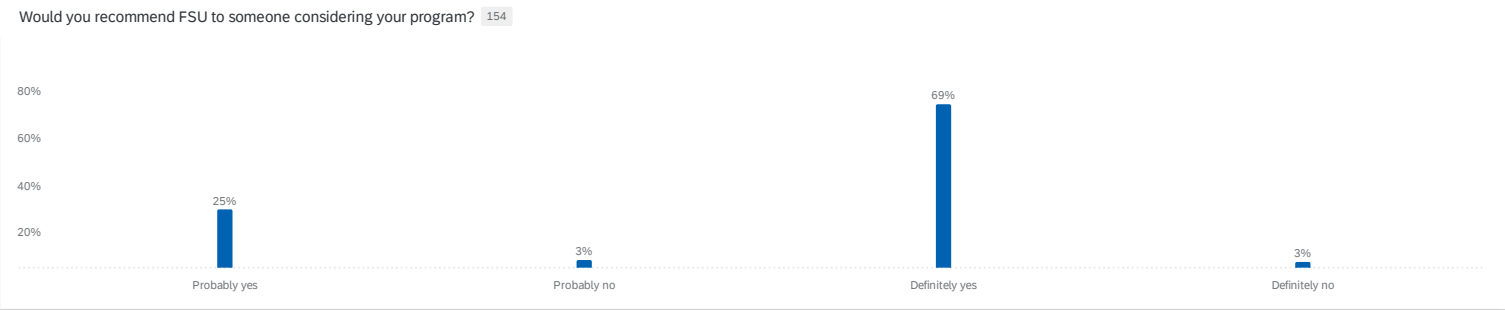 Would you recommend FSU to someone considering your program? 154
80%
60%
40%
20%
25%
3%
69%
3%
Probably yes
Probably no
Definitely yes
Definitely no